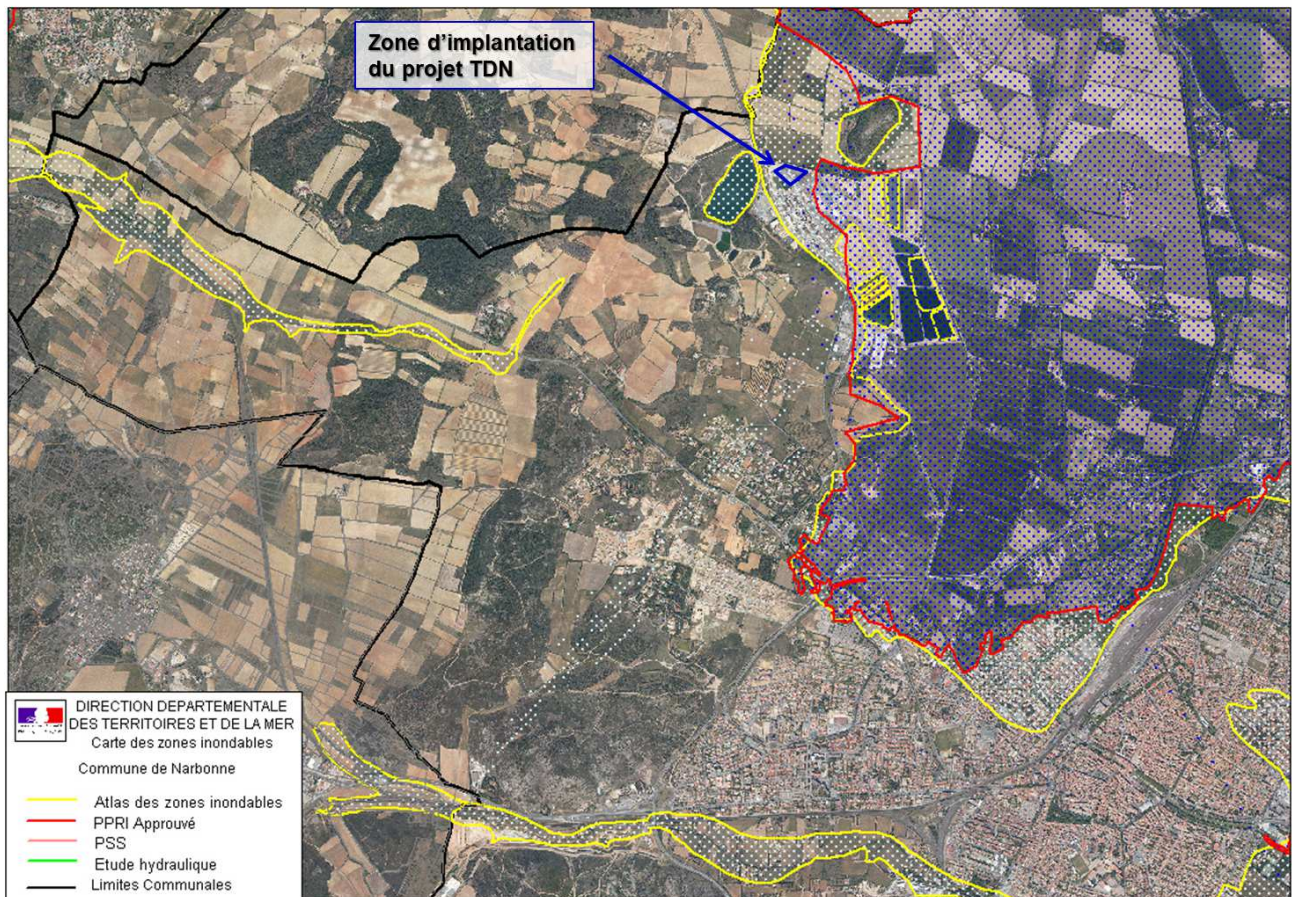 Zone d’implantation
du projet TDN
DIRECTION DEPARTEMENTALE
DES TERRITOIRES ET DE LA MER
Carte des zones inondables
Commune de Narbonne
Atlas des zones inondables
PPRI Approuvé
PSS
Etude hydraulique
Limites Communales